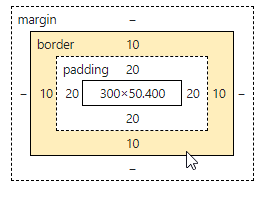 margin –
border 10
padding 20
– 10 20 300×50.400 20 10 –
20
10
–